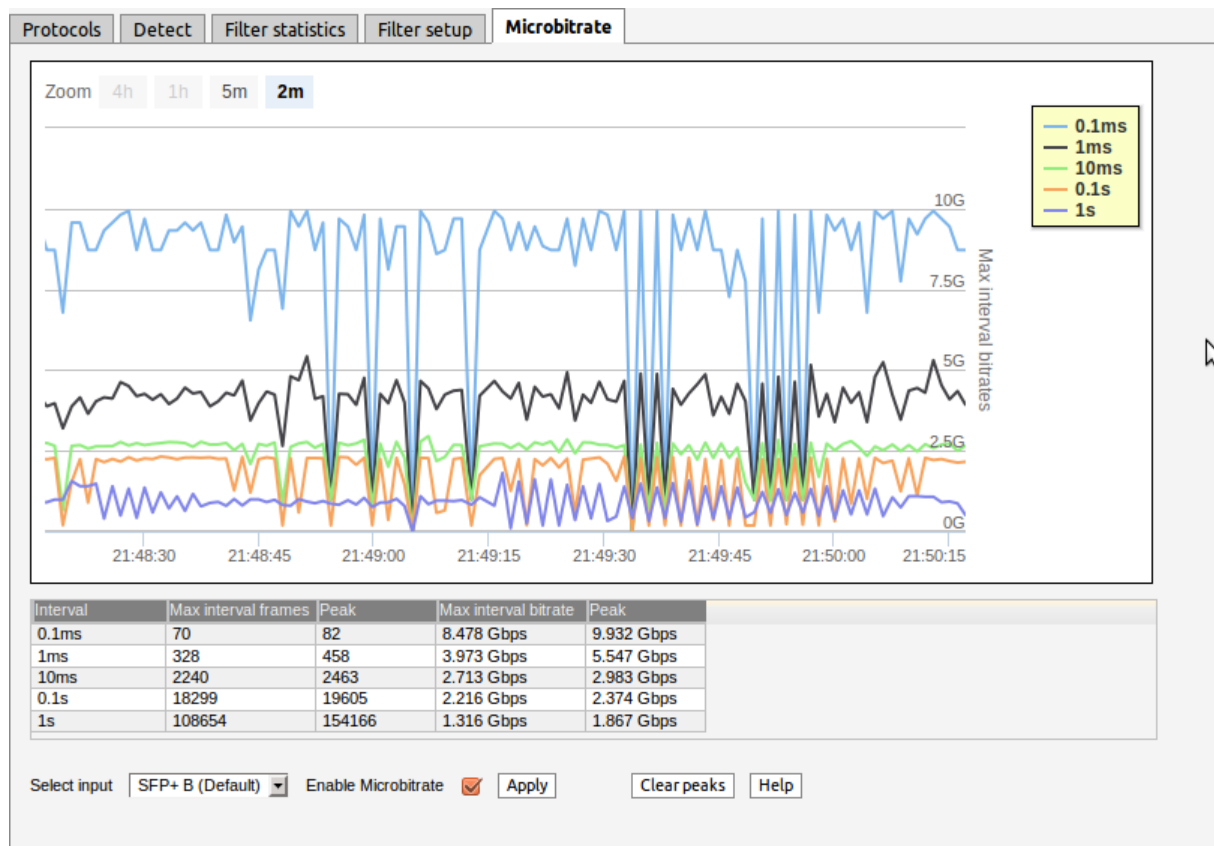 Protocols Detect Filter statistics Filter setup Microbitrate
Zoom 4h 1h 5m 2m
0.1ms
1ms
10ms
0.1s
1s
10G
7.5G
5G
2.5G
0G
Max interval bitrates
21:48:30 21:48:45 21:49:00 21:49:15 21:49:30 21:49:45 21:50:00 21:50:15
Interval Max interval frames Peak Max interval bitrate Peak
0.1ms 70 82 8.478 Gbps 9.932 Gbps
1ms 328 458 3.973 Gbps 5.547 Gbps
10ms 2240 2463 2.713 Gbps 2.983 Gbps
0.1s 18299 19605 2.216 Gbps 2.374 Gbps
1s 108654 154166 1.316 Gbps 1.867 Gbps
Select input SFP+ B (Default) Enable Microbitrate Apply Clear peaks Help